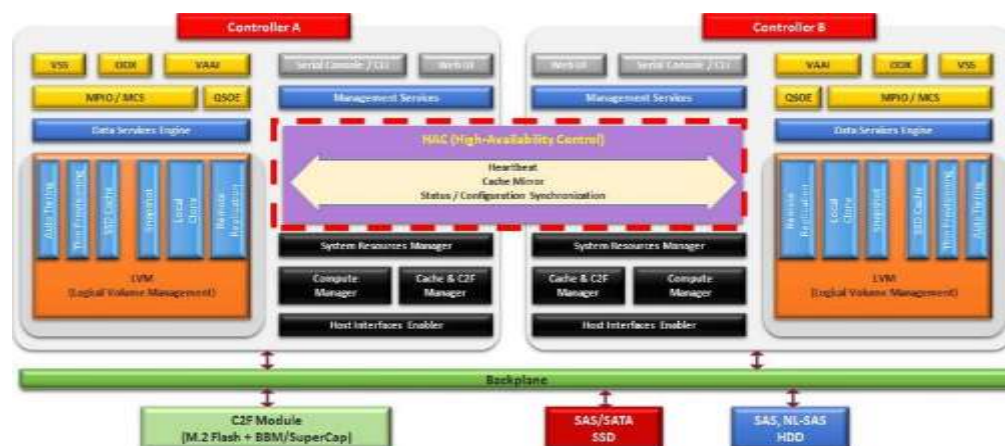 Controller A
Controller B
VSS
ODX
VAAI
Serial Console / CLI
Web UI
Web UI
Serial Console / CLI
VAAI
ODX
VSS
MPIO / MCS
QSOE
Management Services
Management Services
QSOE
MPIO / MCS
Data Services Engine
Data Services Engine
HAC (High-Availability Control)
Heartbeat
Cache Mirror
Status / Configuration Synchronization
Auto Tiering
Thin Provisioning
SSD Cache
Snapshot
Local
Clone
Remote
Replication
Remote
Replication
Local
Clone
Snapshot
SSD Cache
Thin Provisioning
Auto Tiering
LVM
(Logical Volume Management)
System Resources Manager
Compute
Manager
Cache & C2F
Manager
Host Interfaces Enabler
System Resources Manager
Cache & C2F
Manager
Compute
Manager
Host Interfaces Enabler
LVM
(Logical Volume Management)
Backplane
C2F Module
(M.2 Flash + BBM/SuperCap)
SAS/SATA
SSD
SAS, NL-SAS
HDD